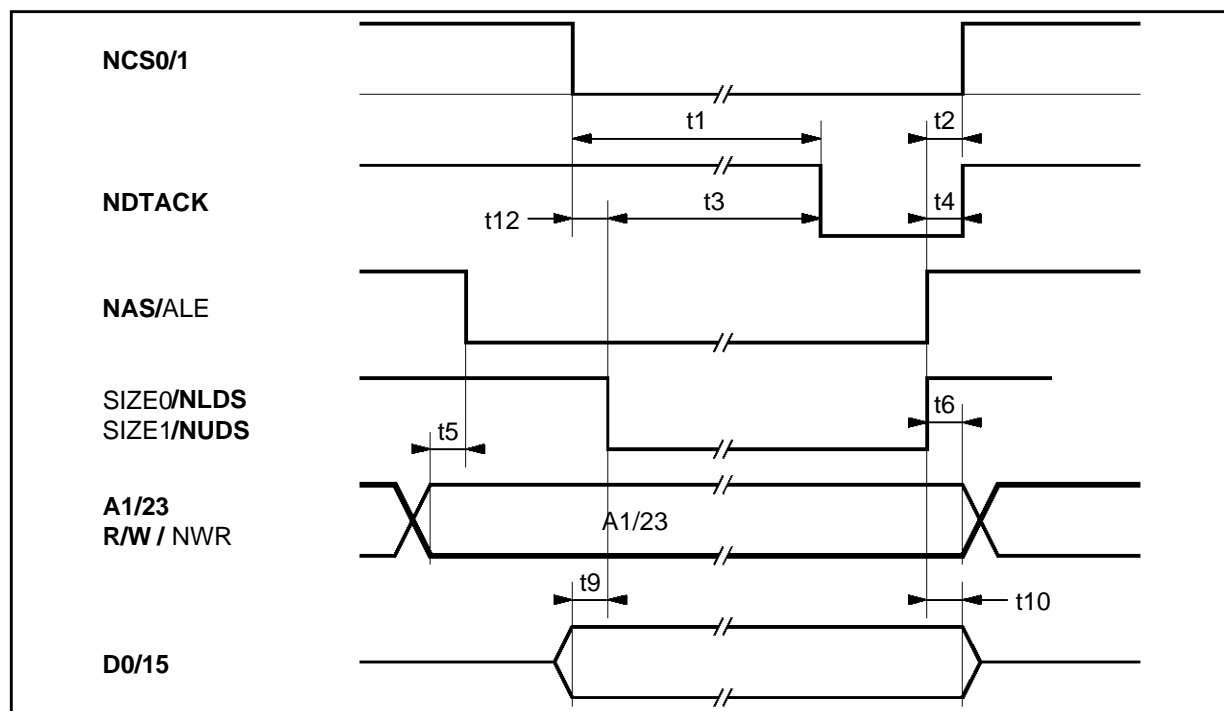 NCS0/1
t1
t2
NDTACK
t12
t3
t4
NAS/ALE
SIZE0/NLDS
SIZE1/NUDS
t5
t6
A1/23
R/W / NWR
A1/23
t9
t10
D0/15